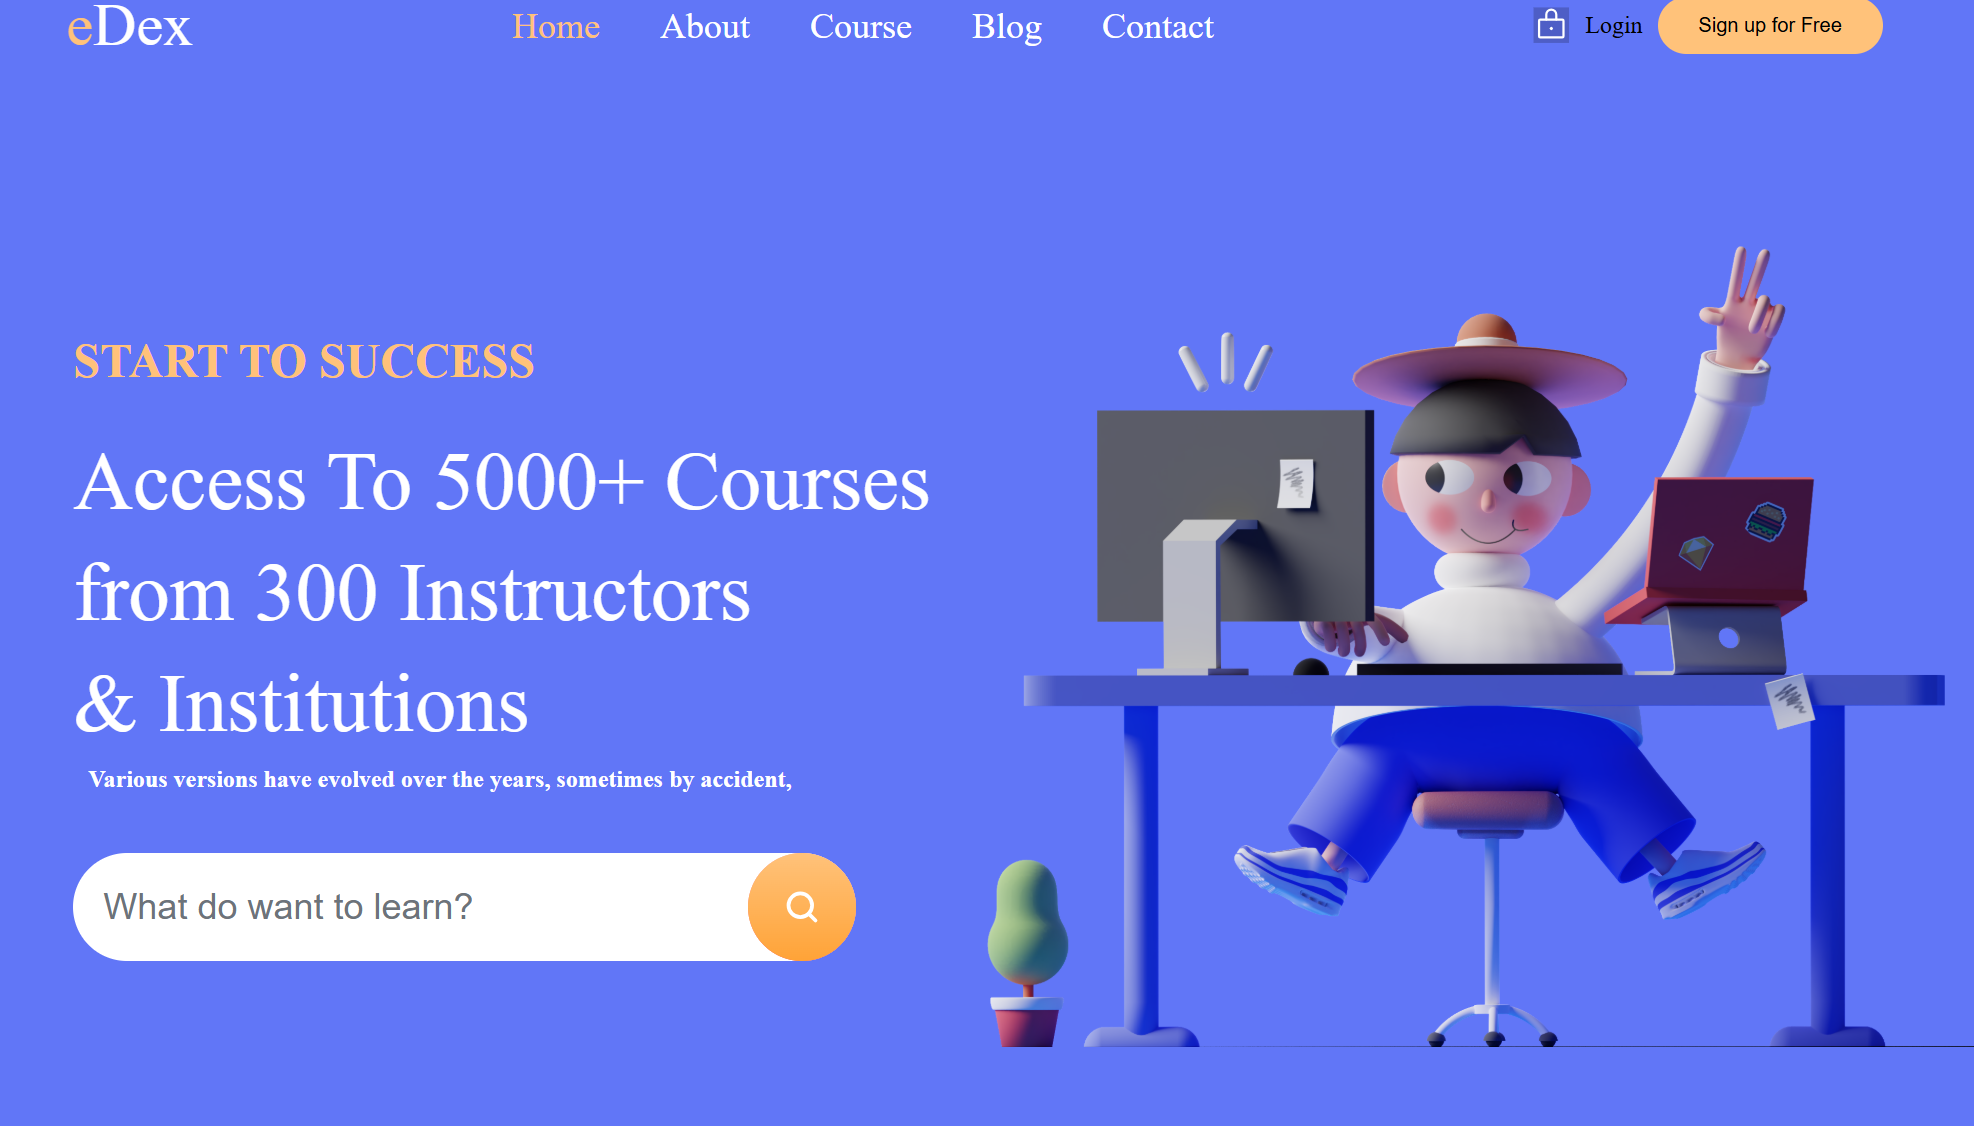 eDex
Home About Course Blog Contact
Login Sign up for Free
START TO SUCCESS
Access To 5000+ Courses
from 300 Instructors
& Institutions
Various versions have evolved over the years, sometimes by accident,
What do want to learn?